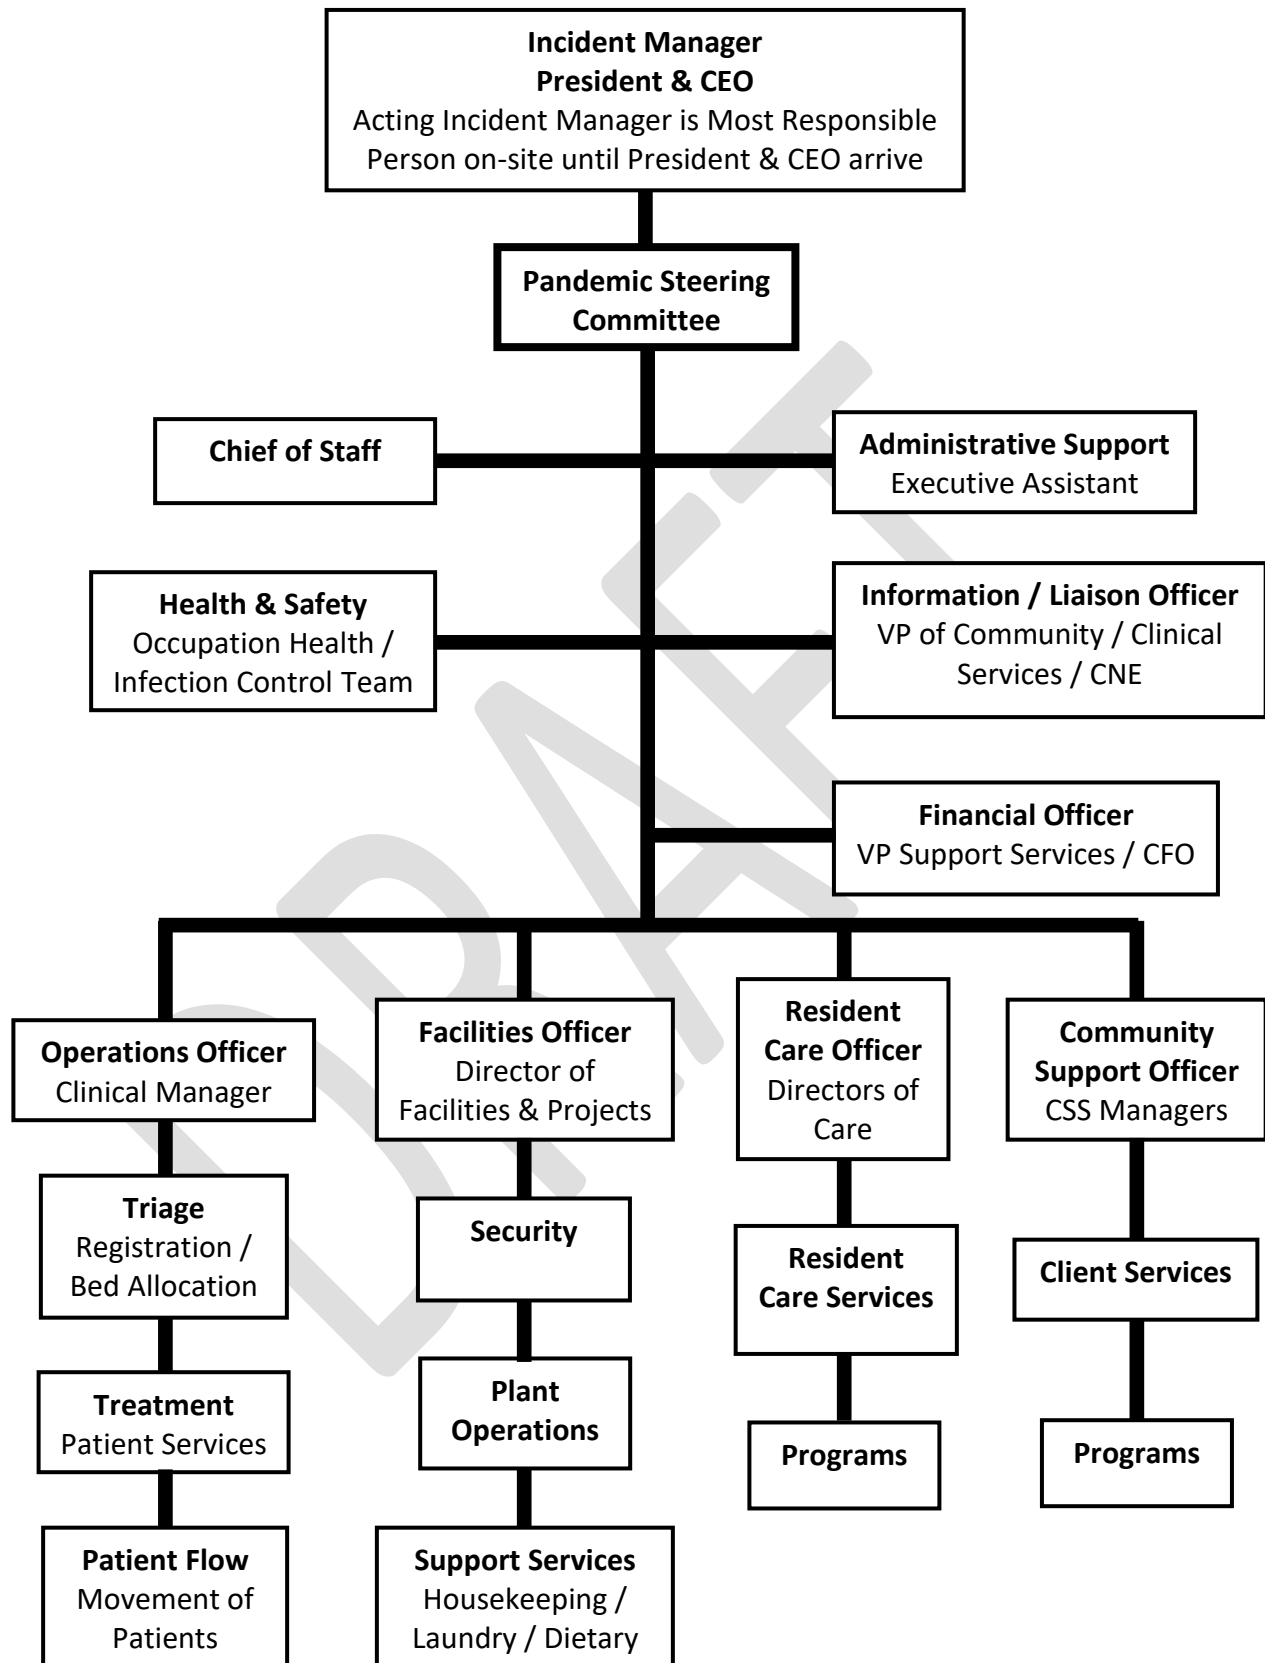 Incident Manager
President & CEO
Acting Incident Manager is Most Responsible
Person on-site until President & CEO arrive
Pandemic Steering
Committee
Chief of Staff
Administrative Support
Executive Assistant
Health & Safety
Occupation Health /
Infection Control Team
Information / Liaison Officer
VP of Community / Clinical
Services / CNE
Financial Officer
VP Support Services / CFO
Operations Officer
Clinical Manager
Triage
Registration /
Bed Allocation
Treatment
Patient Services
Patient Flow
Movement of
Patients
Facilities Officer
Director of
Facilities & Projects
Security
Plant
Operations
Support Services
Housekeeping /
Laundry / Dietary
Resident
Care Officer
Directors of
Care
Resident
Care Services
Programs
Community
Support Officer
CSS Managers
Client Services
Programs
DRAFT